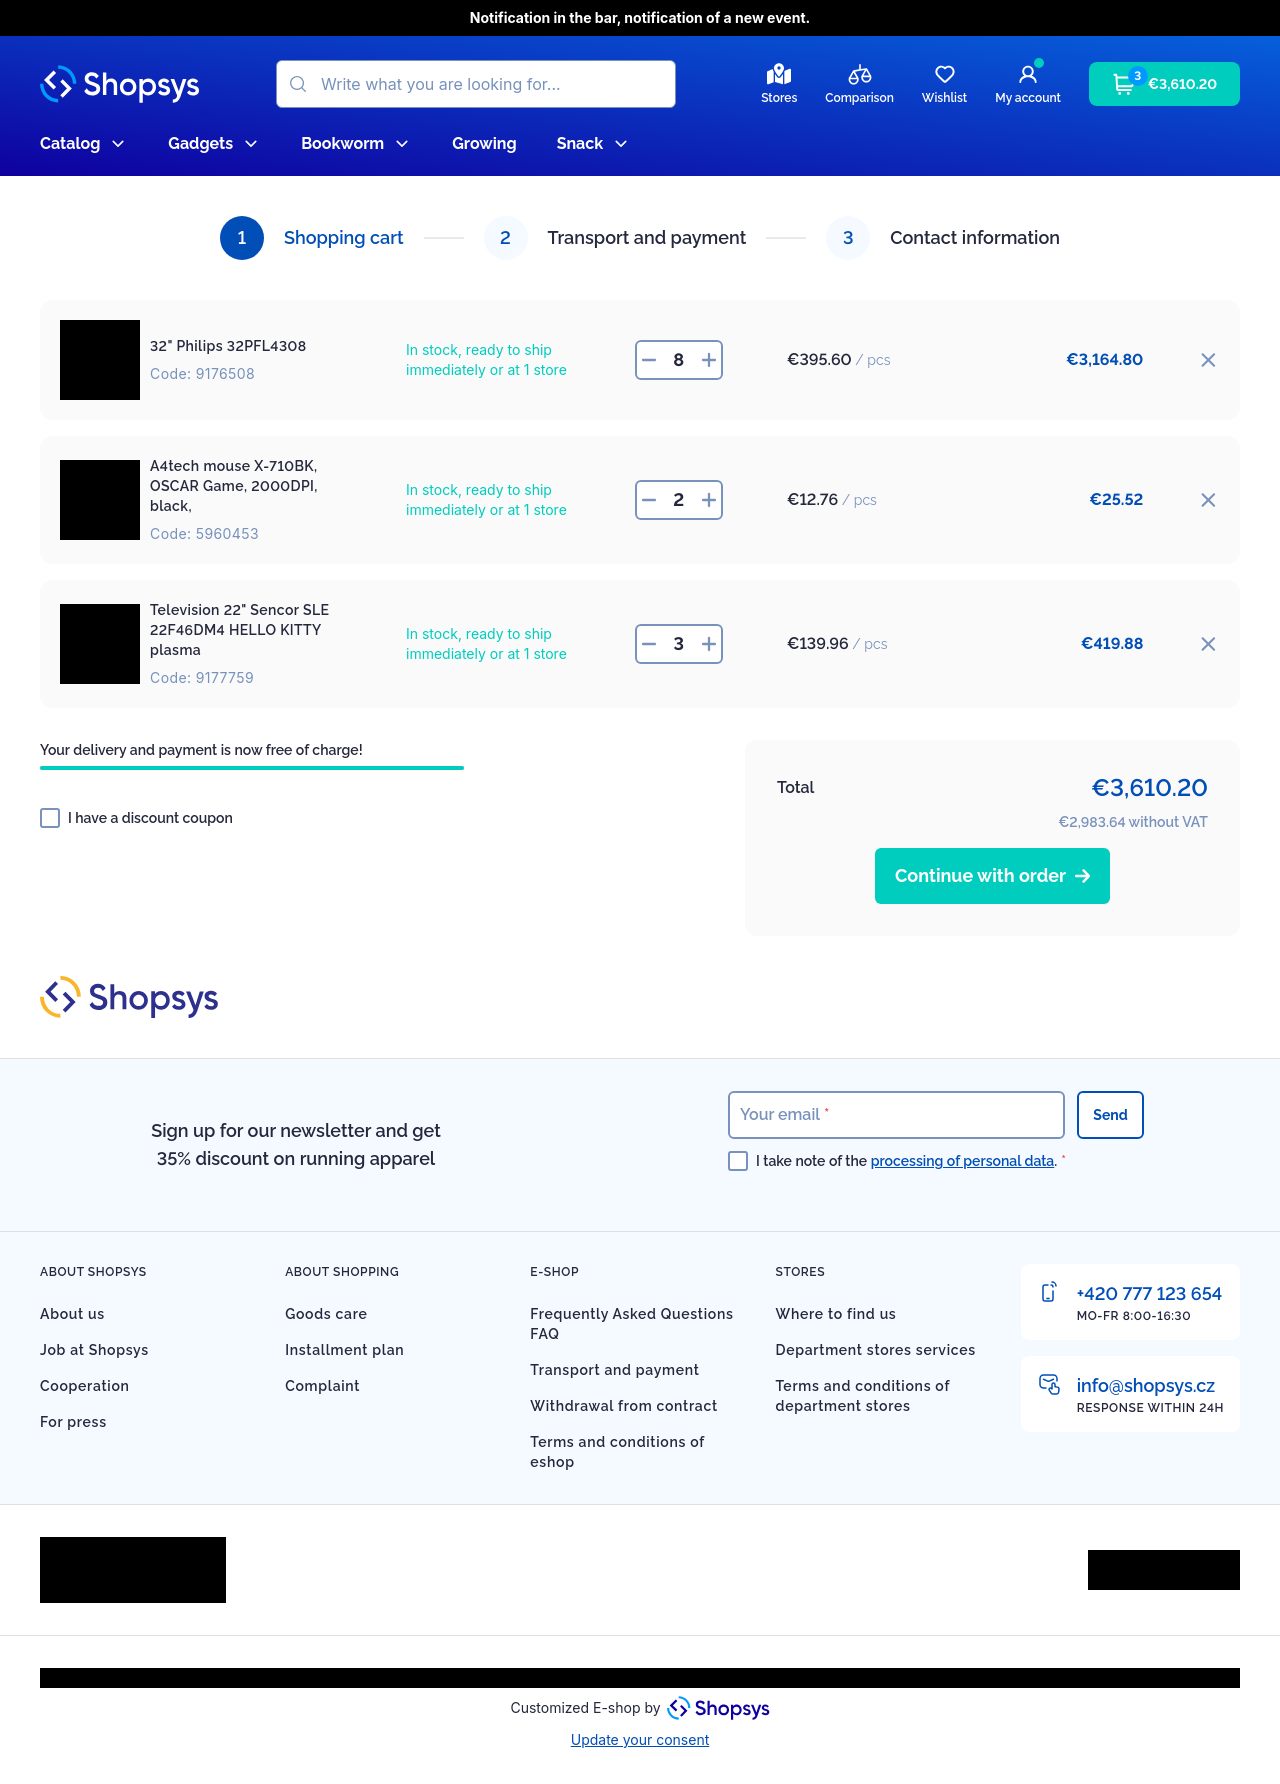 Notification in the bar, notification of a new event.
Shopsys
Write what you are looking for...
Stores
Comparison
Wishlist
My account
3
€3,610.20
Catalog
Gadgets
Bookworm
Growing
Snack
1 Shopping cart
2 Transport and payment
3 Contact information
32" Philips 32PFL4308
Code: 9176508
In stock, ready to ship
immediately or at 1 store
8
€395.60 / pcs
€3,164.80
A4tech mouse X-710BK,
OSCAR Game, 2000DPI,
black,
Code: 5960453
In stock, ready to ship
immediately or at 1 store
2
€12.76 / pcs
€25.52
Television 22" Sencor SLE
22F46DM4 HELLO KITTY
plasma
Code: 9177759
In stock, ready to ship
immediately or at 1 store
3
€139.96 / pcs
€419.88
Your delivery and payment is now free of charge!
I have a discount coupon
Total
€3,610.20
€2,983.64 without VAT
Continue with order
Shopsys
Sign up for our newsletter and get
35% discount on running apparel
Your email *
Send
I take note of the processing of personal data. *
ABOUT SHOPSYS
About us
Job at Shopsys
Cooperation
For press
ABOUT SHOPPING
Goods care
Installment plan
Complaint
E-SHOP
Frequently Asked Questions
FAQ
Transport and payment
Withdrawal from contract
Terms and conditions of
eshop
STORES
Where to find us
Department stores services
Terms and conditions of
department stores
+420 777 123 654
MO-FR 8:00-16:30
info@shopsys.cz
RESPONSE WITHIN 24H
Customized E-shop by Shopsys
Update your consent